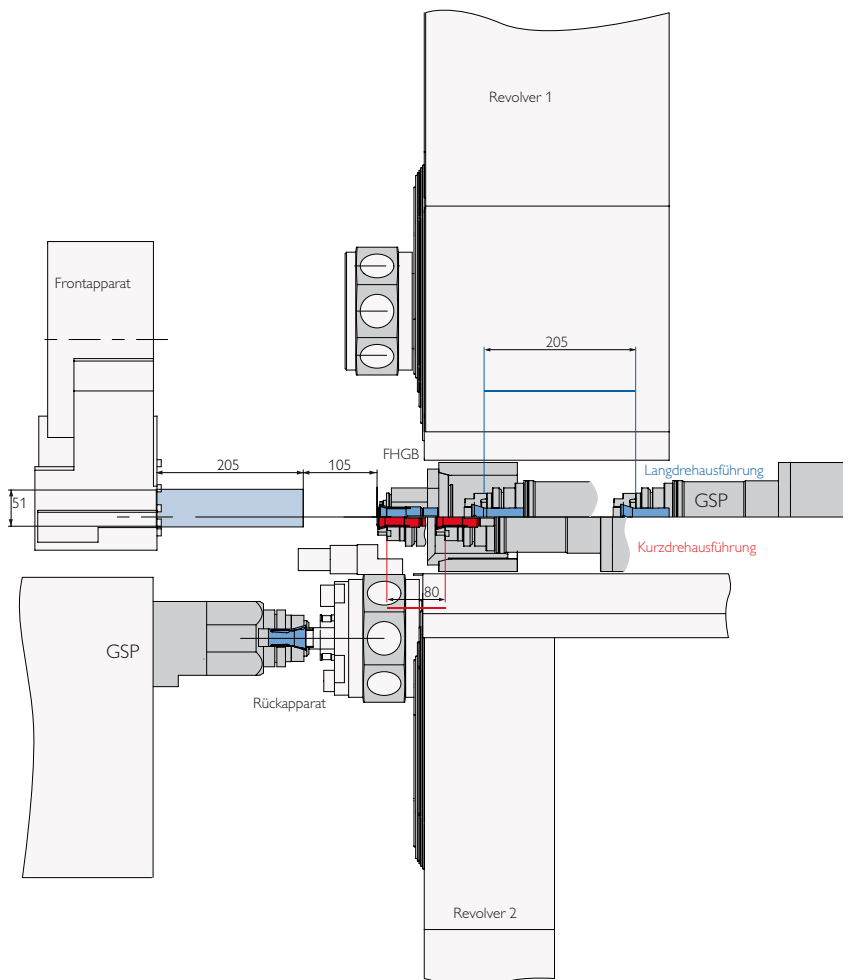 Revolver 1
Frontapparat
205
FHGB
205
105
Langdrehausführung
51
GSP
Kurzdrehausführung
80
GSP
Rückapparat
Revolver 2